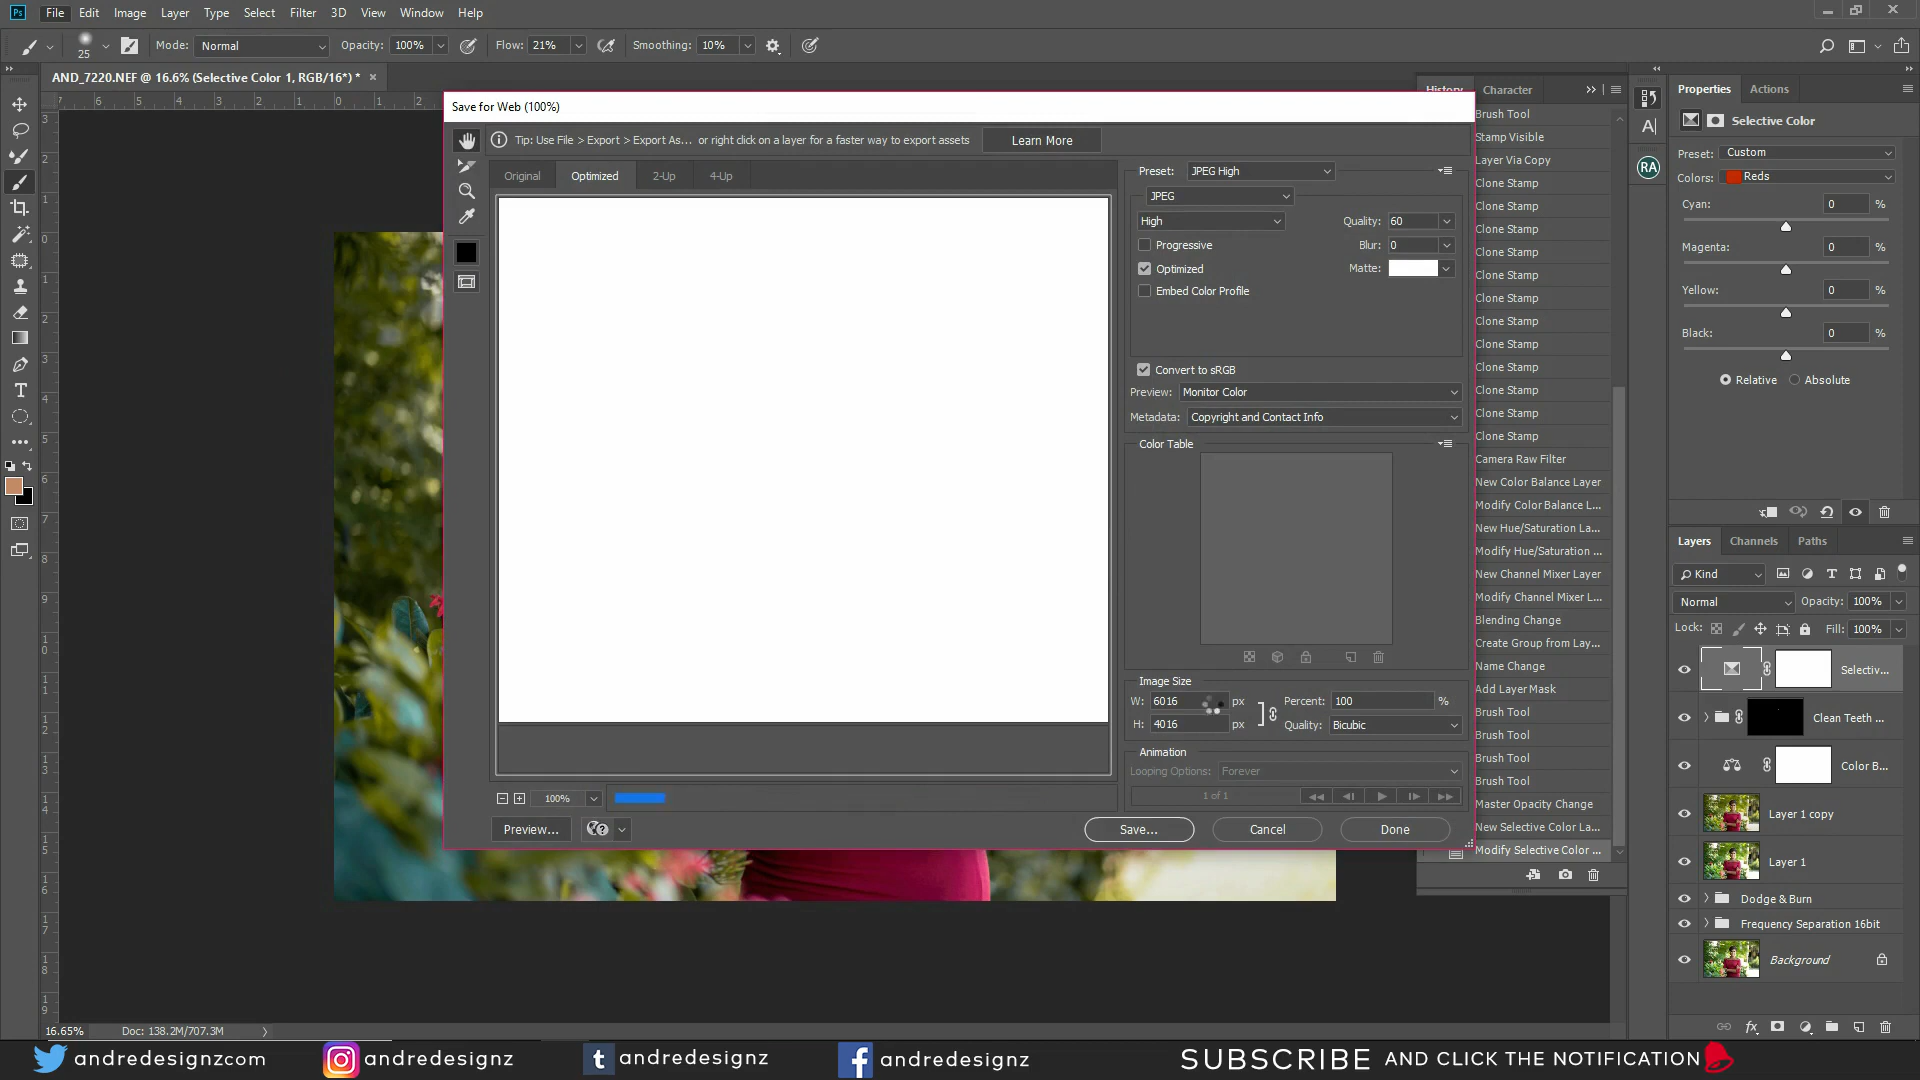 Ps File Edit Image Layer Type Select Filter 3D View Window Help
25 Mode: Normal Opacity: 100% Flow: 21% Smoothing: 10%
AND_7220.NEF @ 16.6% (Selective Color 1, RGB/16*) * ×
Save for Web (100%)
Tip: Use File > Export > Export As... or right click on a layer for a faster way to export assets Learn More
Original Optimized 2-Up 4-Up
Preset: JPEG High
JPEG
High Quality: 60
Progressive Blur: 0
Optimized Matte:
Embed Color Profile
Convert to sRGB
Preview: Monitor Color
Metadata: Copyright and Contact Info
Color Table
Image Size
W: 6016 px Percent: 100 %
H: 4016 px Quality: Bicubic
Animation
Looping Options: Forever
1 of 1
100%
Preview... Save... Cancel Done
History Character
Brush Tool
Stamp Visible
Layer Via Copy
Clone Stamp
Clone Stamp
Clone Stamp
Clone Stamp
Clone Stamp
Clone Stamp
Clone Stamp
Clone Stamp
Clone Stamp
Clone Stamp
Clone Stamp
Clone Stamp
Camera Raw Filter
New Color Balance Layer
Modify Color Balance L...
New Hue/Saturation La...
Modify Hue/Saturation ...
New Channel Mixer Layer
Modify Channel Mixer L...
Blending Change
Create Group from Lay...
Name Change
Add Layer Mask
Brush Tool
Brush Tool
Brush Tool
Brush Tool
Master Opacity Change
New Selective Color La...
Modify Selective Color ...
A
RA
Properties Actions
Selective Color
Preset: Custom
Colors: Reds
Cyan: 0 %
Magenta: 0 %
Yellow: 0 %
Black: 0 %
Relative Absolute
Layers Channels Paths
Kind
Normal Opacity: 100%
Lock: Fill: 100%
Selectiv...
Clean Teeth ...
Color B...
Layer 1 copy
Layer 1
Dodge & Burn
Frequency Separation 16bit
Background
fx
16.65% Doc: 138.2M/707.3M
andredesignzcom andredesignz andredesignz andredesignz SUBSCRIBE AND CLICK THE NOTIFICATION